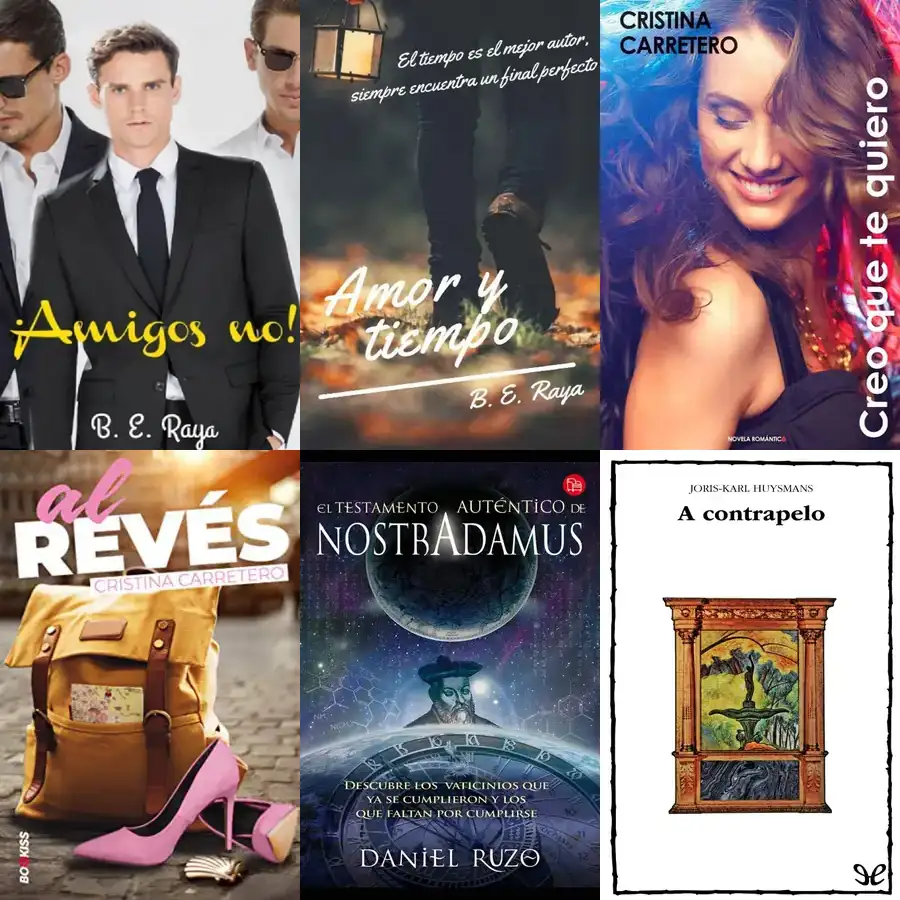 ¡Amigos no!
B. E. Raya
El tiempo es el mejor autor,
siempre encuentra un final perfecto
Amor y
tiempo
B. E. Raya
CRISTINA
CARRETERO
Creo que te quiero
NOVELA ROMÁNTICA
al
REVÉS
CRISTINA CARRETERO
BOOKISS
EL TESTAMENTO AUTÉNTICO DE
NOSTRADAMUS
DESCUBRE LOS VATICINIOS QUE
YA SE CUMPLIERON Y LOS
QUE FALTAN POR CUMPLIRSE
DANIEL RUZO
JORIS-KARL HUYSMANS
A contrapelo